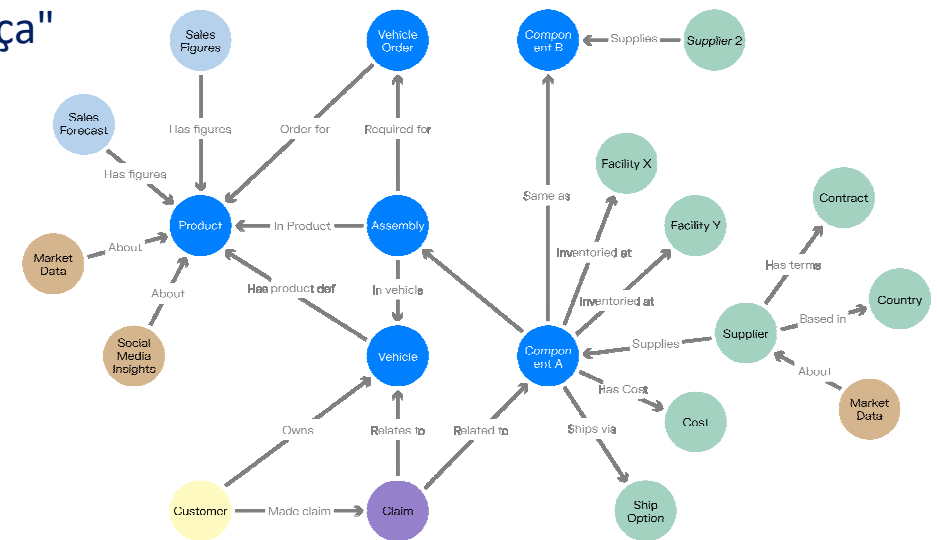 ça"
Sales
Figures
Vehicle
Order
Compon
ent B
Supplies
Supplier 2
Sales
Forecast
Has figures
Order for
Required for
Has figures
Same as
Facility X
Product
In Product
Assembly
Inventoried at
Facility Y
Contract
Market
Data
About
About
Has product def
In vehicle
Inventoried at
Has terms
Country
Based in
Social
Media
Insights
Vehicle
Compon
ent A
Supplies
Supplier
About
Has Cost
Market
Data
Owns
Relates to
Related to
Ships via
Cost
Customer
Made claim
Claim
Ship
Option